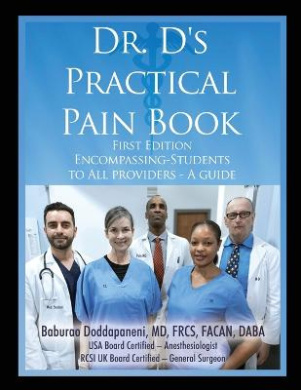 DR. D'S
PRACTICAL
PAIN BOOK
FIRST EDITION
ENCOMPASSING-STUDENTS
TO ALL PROVIDERS - A GUIDE
Baburao Doddapaneni, MD, FRCS, FACAN, DABA
USA Board Certified – Anesthesiologist
RCSI UK Board Certified – General Surgeon